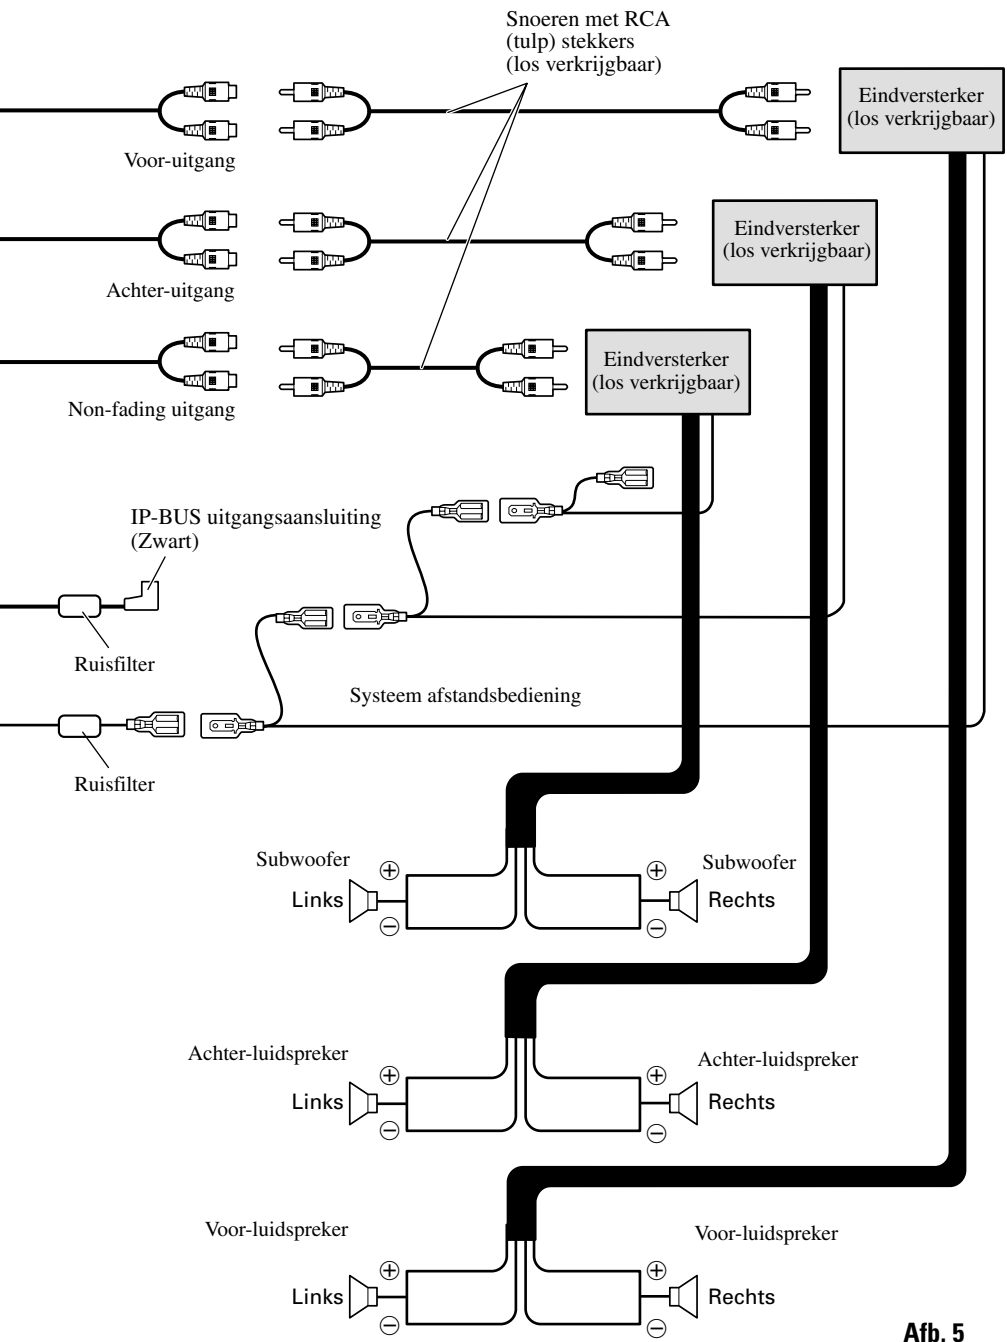 Snoeren met RCA
(tulp) stekkers
(los verkrijgbaar)
Eindversterker
(los verkrijgbaar)
Voor-uitgang
Eindversterker
(los verkrijgbaar)
Achter-uitgang
Eindversterker
(los verkrijgbaar)
Non-fading uitgang
IP-BUS uitgangsaansluiting
(Zwart)
Ruisfilter
Systeem afstandsbediening
Ruisfilter
Subwoofer
Links
⊕
⊖
Subwoofer
Rechts
⊕
⊖
Achter-luidspreker
Links
⊕
⊖
Achter-luidspreker
Rechts
⊕
⊖
Voor-luidspreker
Links
⊕
⊖
Voor-luidspreker
Rechts
⊕
⊖
Afb. 5